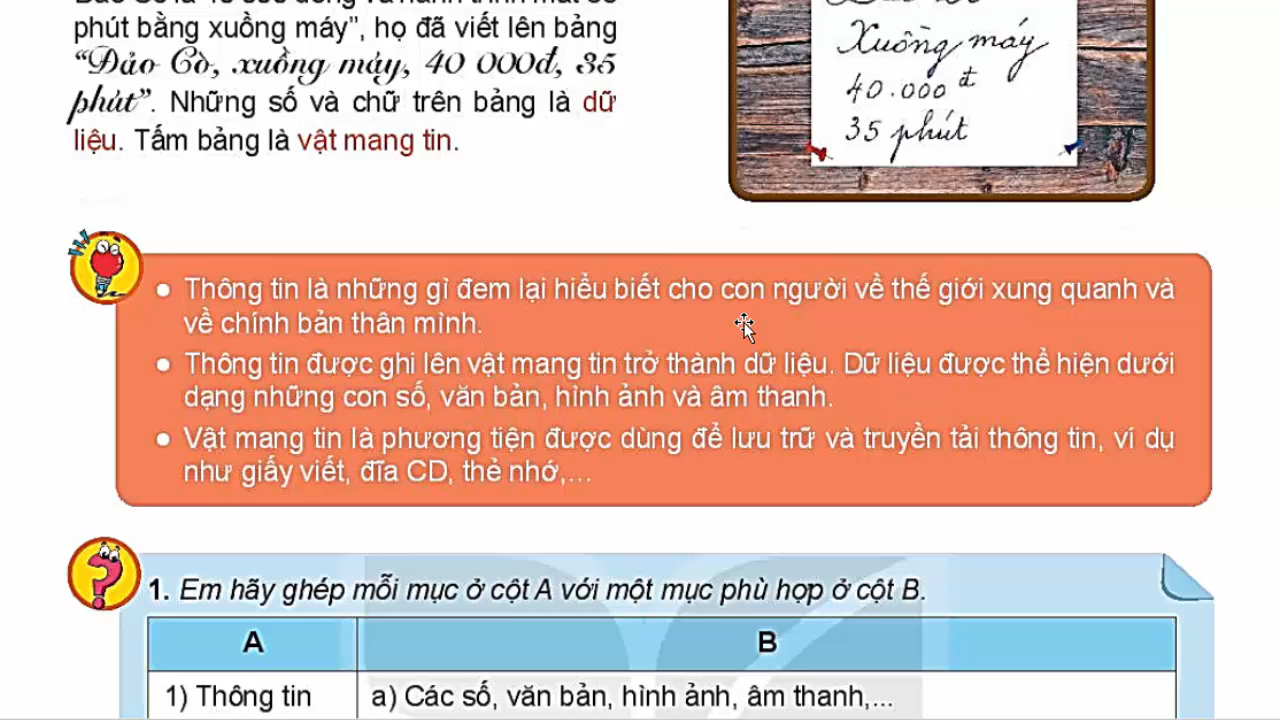 phút bằng xuồng máy”, họ đã viết lên bảng
“Đảo Cò, xuồng máy, 40 000đ, 35
phút”. Những số và chữ trên bảng là dữ
liệu. Tấm bảng là vật mang tin.
Xuồng máy
40.000 đ
35 phút
Thông tin là những gì đem lại hiểu biết cho con người về thế giới xung quanh và
về chính bản thân mình.
Thông tin được ghi lên vật mang tin trở thành dữ liệu. Dữ liệu được thể hiện dưới
dạng những con số, văn bản, hình ảnh và âm thanh.
Vật mang tin là phương tiện được dùng để lưu trữ và truyền tải thông tin, ví dụ
như giấy viết, đĩa CD, thẻ nhớ,...
1. Em hãy ghép mỗi mục ở cột A với một mục phù hợp ở cột B.
A
B
1) Thông tin
a) Các số, văn bản, hình ảnh, âm thanh,...